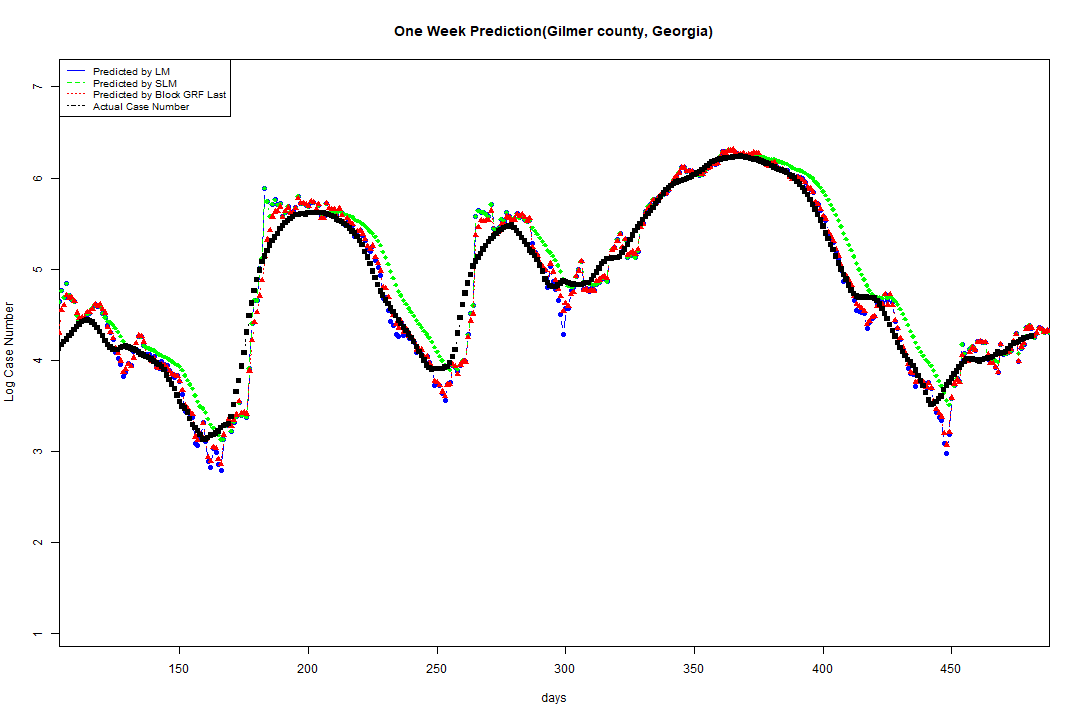 One Week Prediction(Gilmer county, Georgia)
Predicted by LM
Predicted by SLM
Predicted by Block GRF Last
Actual Case Number
7
6
5
4
3
2
1
Log Case Number
150 200 250 300 350 400 450
days